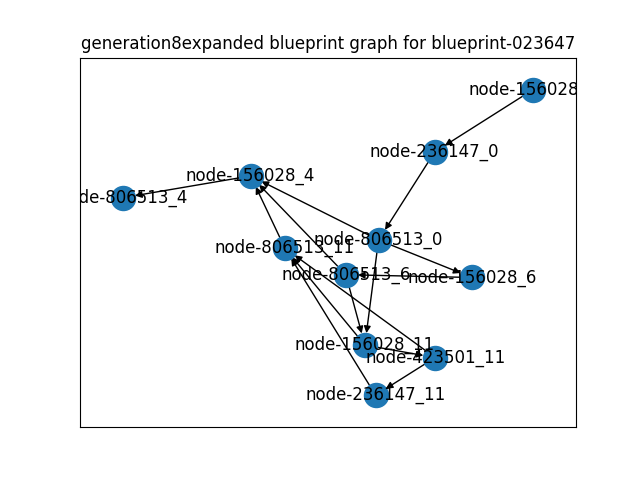 generation8expanded blueprint graph for blueprint-023647
node-156028
node-236147_0
node-156028_4
de-806513_4
node-806513_0
node-806513_11
node-806513_6
node-156028_6
node-156028_11
node-423501_11
node-236147_11